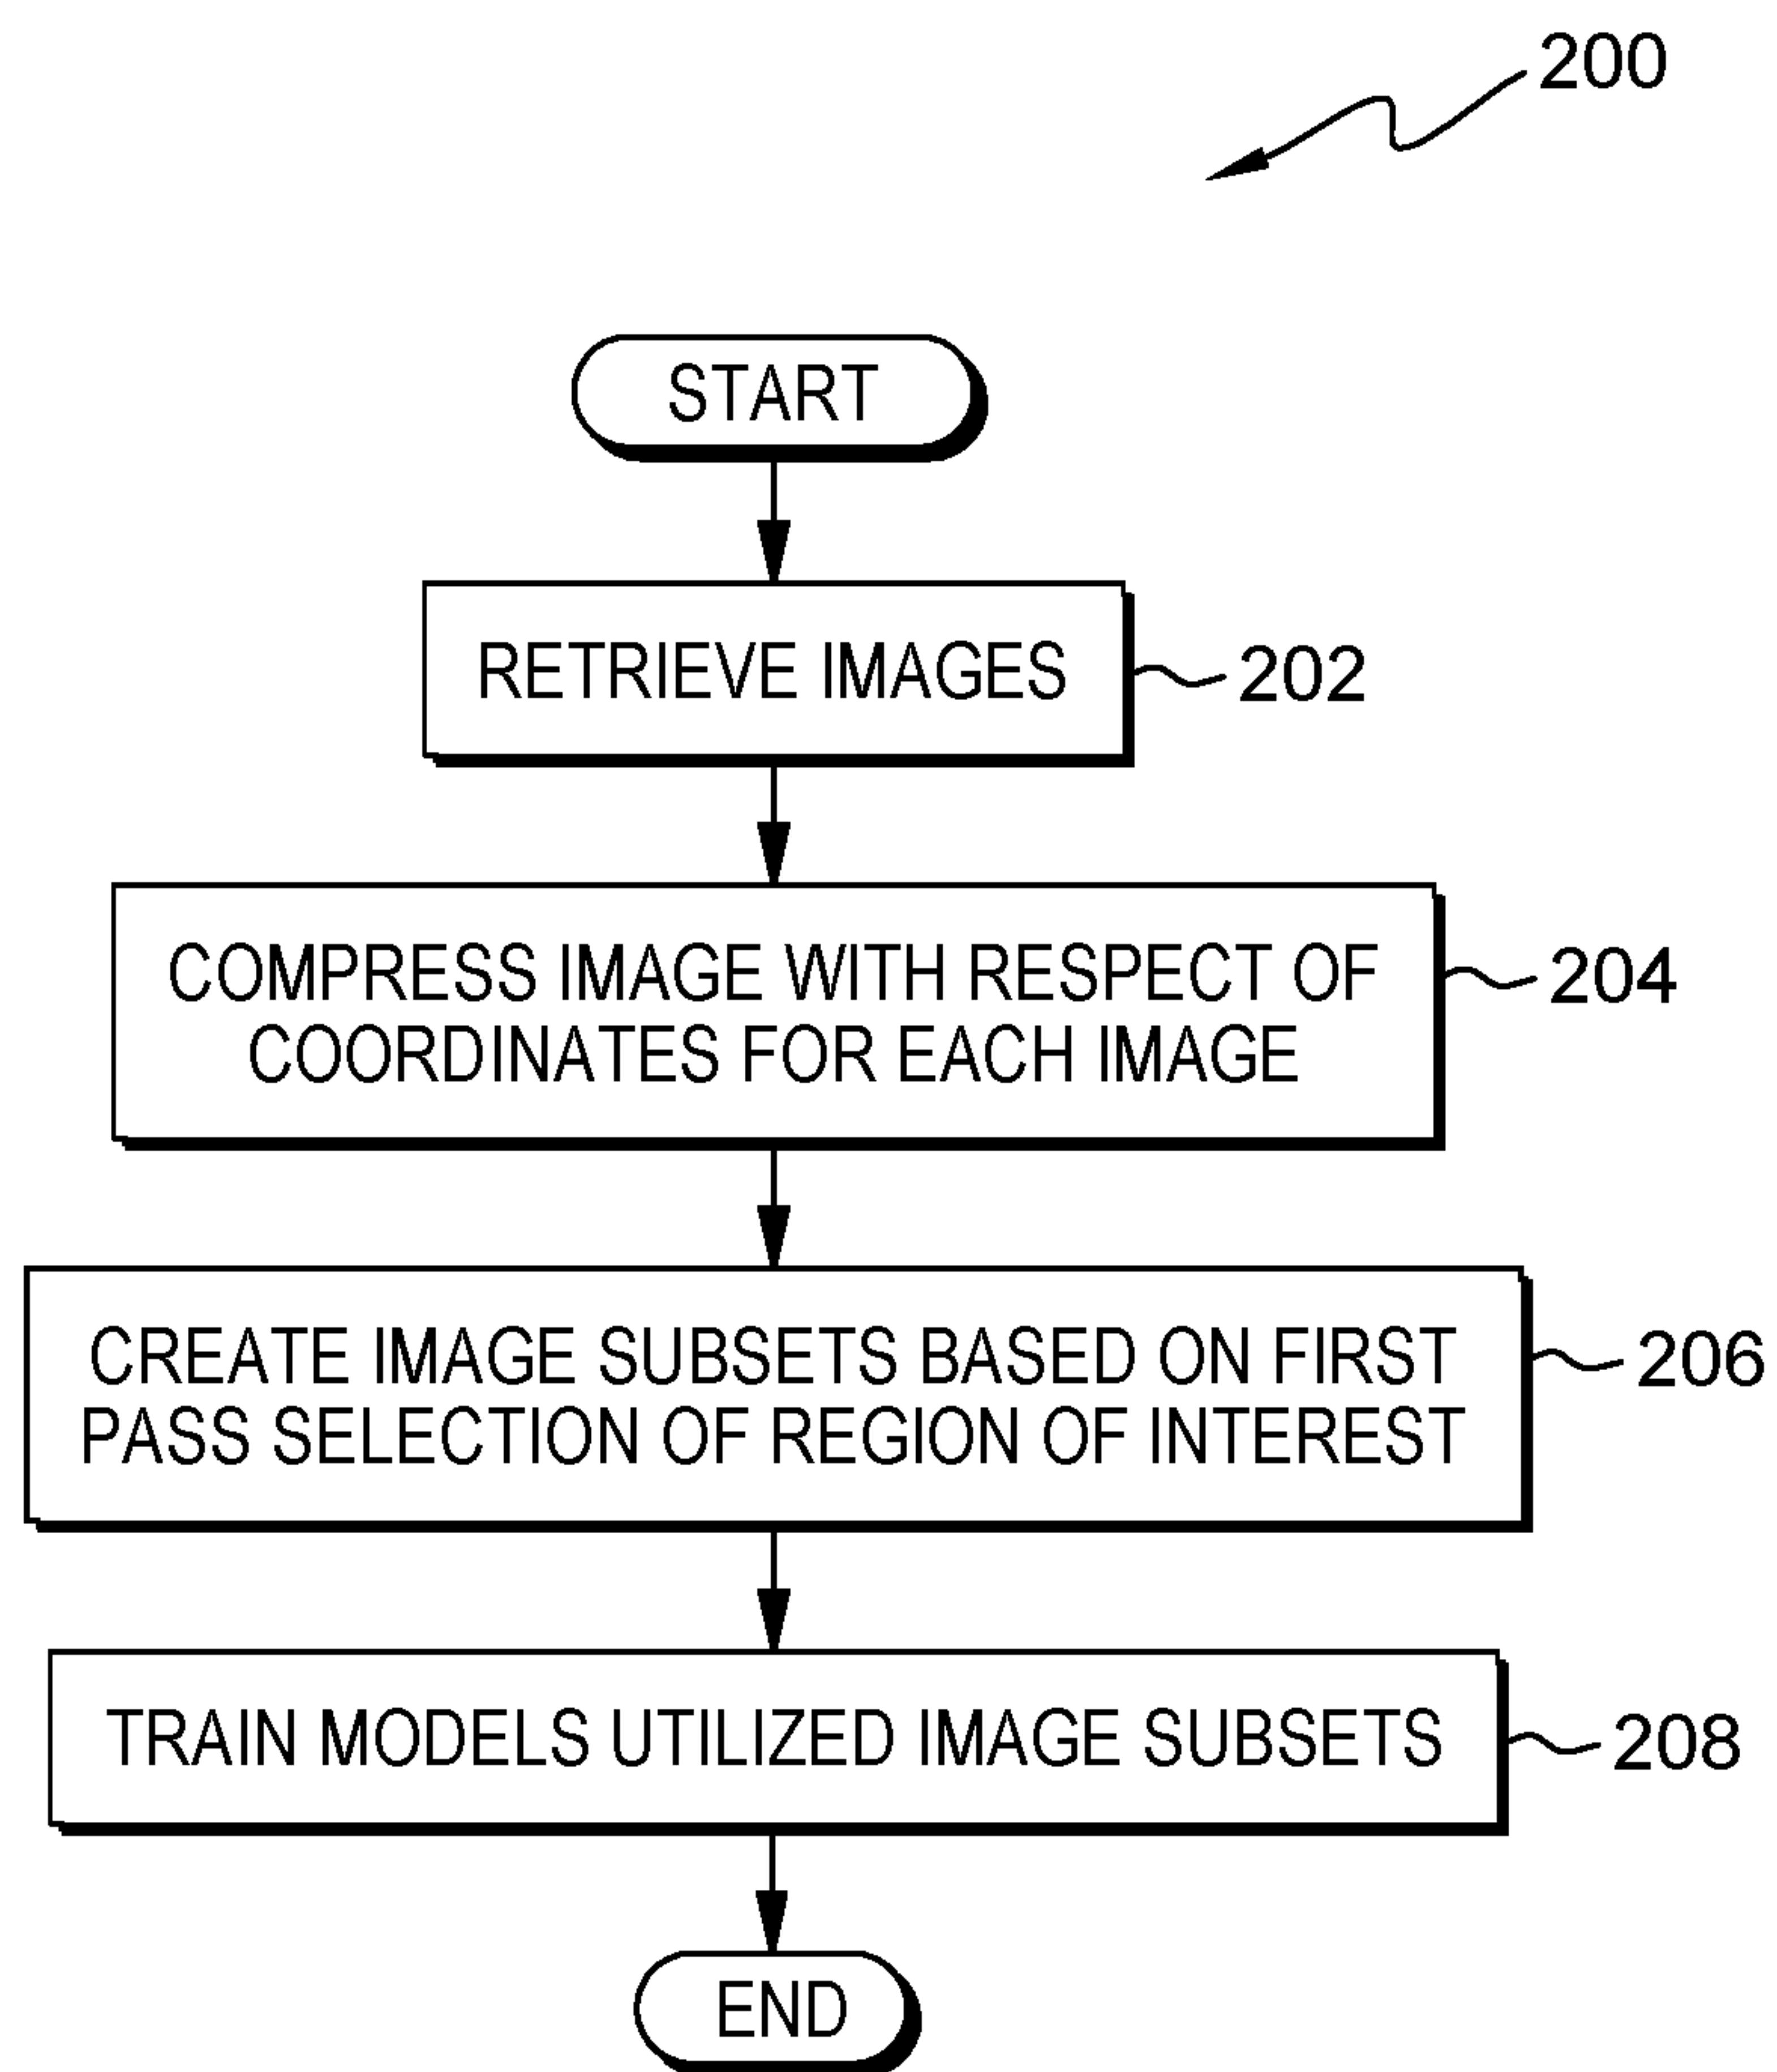 200
START
RETRIEVE IMAGES
202
COMPRESS IMAGE WITH RESPECT OF
COORDINATES FOR EACH IMAGE
204
CREATE IMAGE SUBSETS BASED ON FIRST
PASS SELECTION OF REGION OF INTEREST
206
TRAIN MODELS UTILIZED IMAGE SUBSETS
208
END